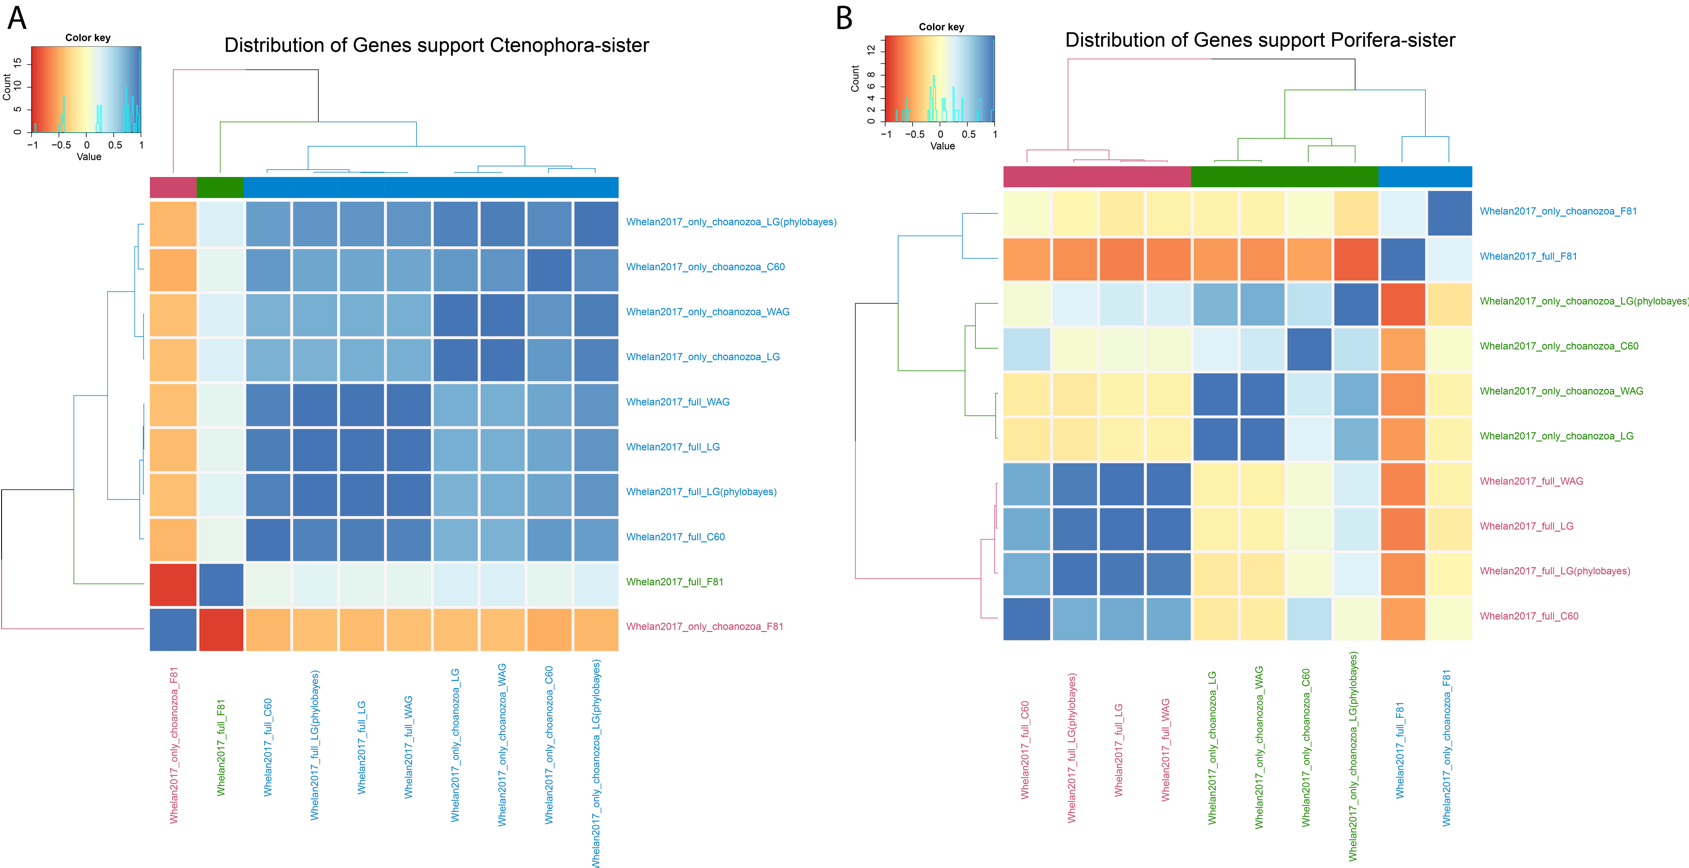 A
Color key
Distribution of Genes support Ctenophora-sister
Count
0 5 10 15
−1 −0.5 0 0.5 1
Value
Whelan2017_only_choanozoa_LG(phylobayes)
Whelan2017_only_choanozoa_C60
Whelan2017_only_choanozoa_WAG
Whelan2017_only_choanozoa_LG
Whelan2017_full_WAG
Whelan2017_full_LG
Whelan2017_full_LG(phylobayes)
Whelan2017_full_C60
Whelan2017_full_F81
Whelan2017_only_choanozoa_F81
Whelan2017_only_choanozoa_F81
Whelan2017_full_F81
Whelan2017_full_C60
Whelan2017_full_LG(phylobayes)
Whelan2017_full_LG
Whelan2017_full_WAG
Whelan2017_only_choanozoa_LG
Whelan2017_only_choanozoa_WAG
Whelan2017_only_choanozoa_C60
Whelan2017_only_choanozoa_LG(phylobayes)
B
Color key
Distribution of Genes support Porifera-sister
Count
0 2 4 6 8 12
−1 −0.5 0 0.5 1
Value
Whelan2017_only_choanozoa_F81
Whelan2017_full_F81
Whelan2017_only_choanozoa_LG(phylobayes)
Whelan2017_only_choanozoa_C60
Whelan2017_only_choanozoa_WAG
Whelan2017_only_choanozoa_LG
Whelan2017_full_WAG
Whelan2017_full_LG
Whelan2017_full_LG(phylobayes)
Whelan2017_full_C60
Whelan2017_full_C60
Whelan2017_full_LG(phylobayes)
Whelan2017_full_LG
Whelan2017_full_WAG
Whelan2017_only_choanozoa_LG
Whelan2017_only_choanozoa_WAG
Whelan2017_only_choanozoa_C60
Whelan2017_only_choanozoa_LG(phylobayes)
Whelan2017_full_F81
Whelan2017_only_choanozoa_F81